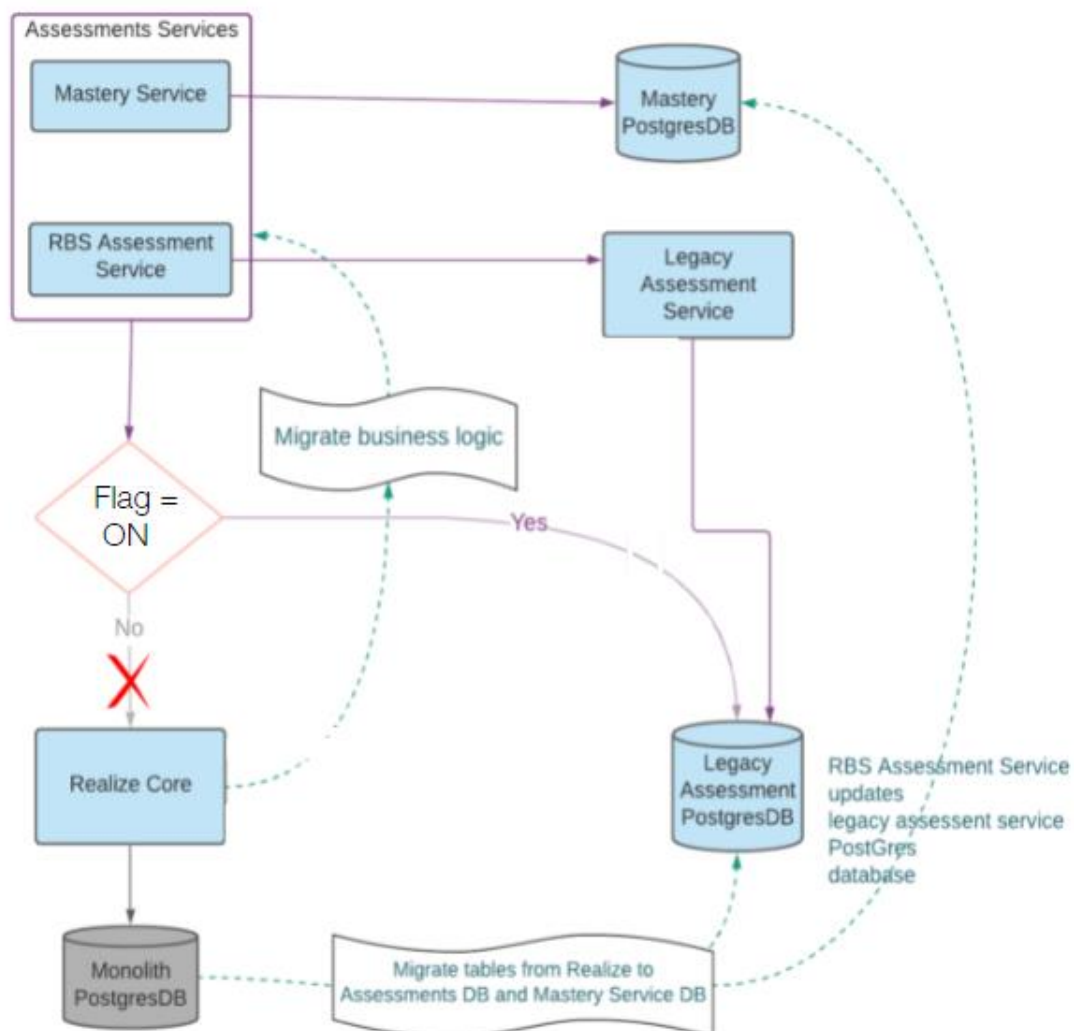 Assessments Services
Mastery Service
Mastery
PostgresDB
RBS Assessment
Service
Legacy
Assessment
Service
Migrate business logic
Flag =
ON
Yes
No
X
Realize Core
Legacy
Assessment
PostgresDB
RBS Assessment Service
updates
legacy assessent service
PostGres
database
Monolith
PostgresDB
Migrate tables from Realize to
Assessments DB and Mastery Service DB